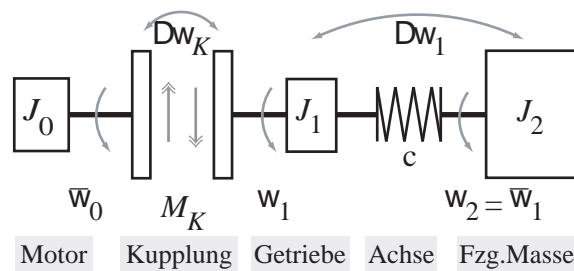 Dw_K Dw_1
J_0 J_1 J_2
c
w̅_0 M_K w_1 w_2 = w̅_1
Motor Kupplung Getriebe Achse Fzg.Masse